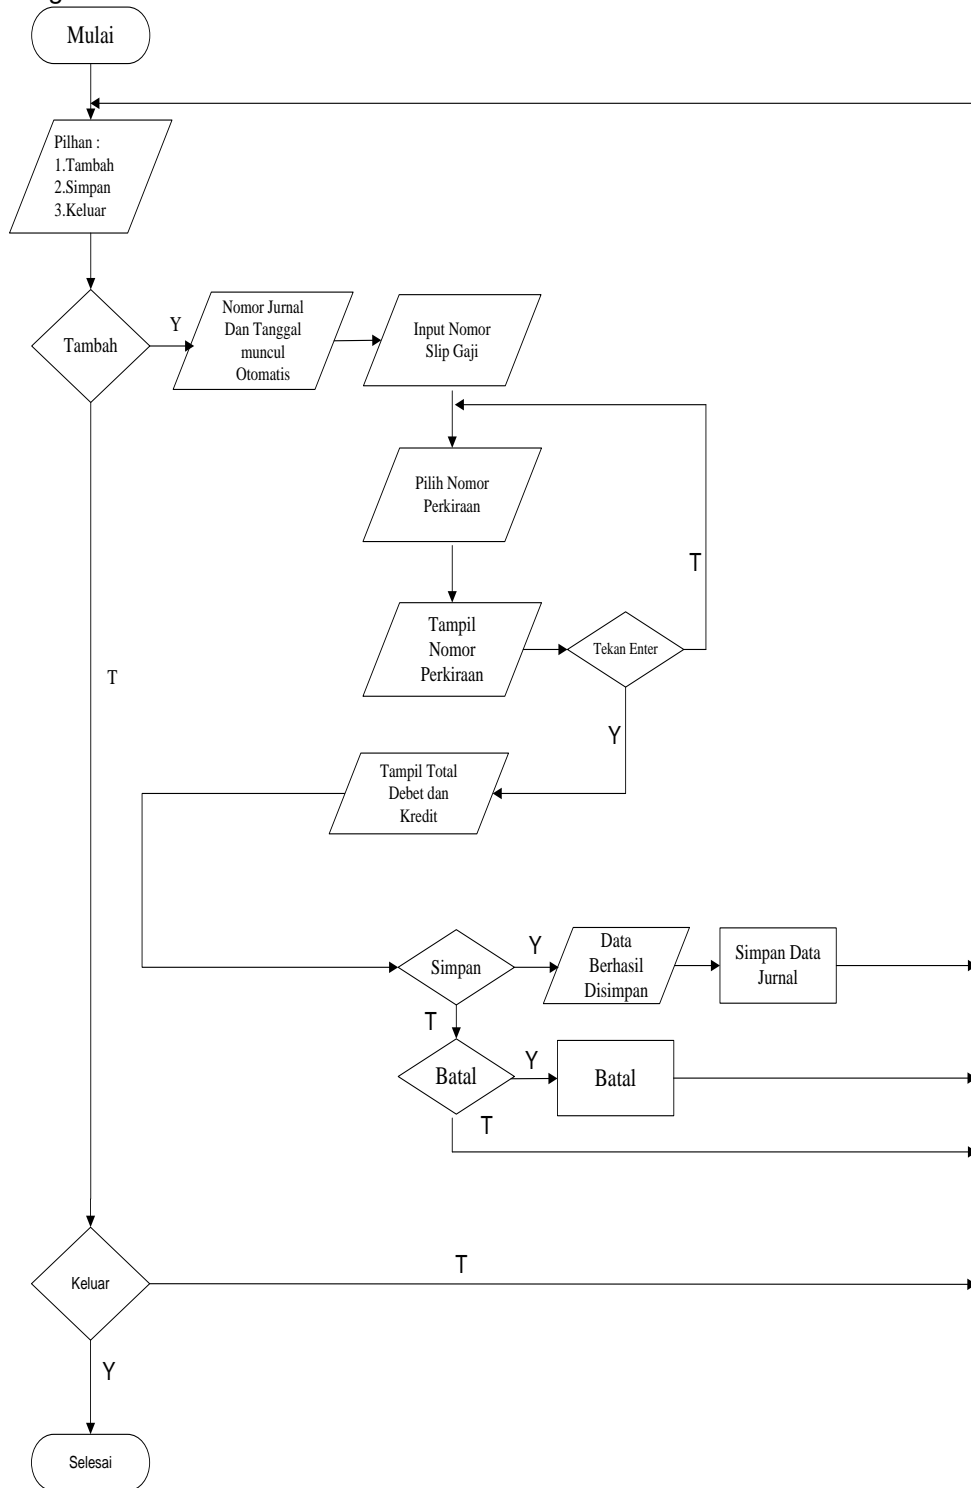 Mulai
Pilhan :
1.Tambah
2.Simpan
3.Keluar
Tambah
Y
Nomor Jurnal
Dan Tanggal
muncul
Otomatis
Input Nomor
Slip Gaji
Pilih Nomor
Perkiraan
T
Tampil
Nomor
Perkiraan
Tekan Enter
T
Y
Tampil Total
Debet dan
Kredit
Simpan
Y
Data
Berhasil
Disimpan
Simpan Data
Jurnal
T
Batal
Y
Batal
T
Keluar
T
Y
Selesai